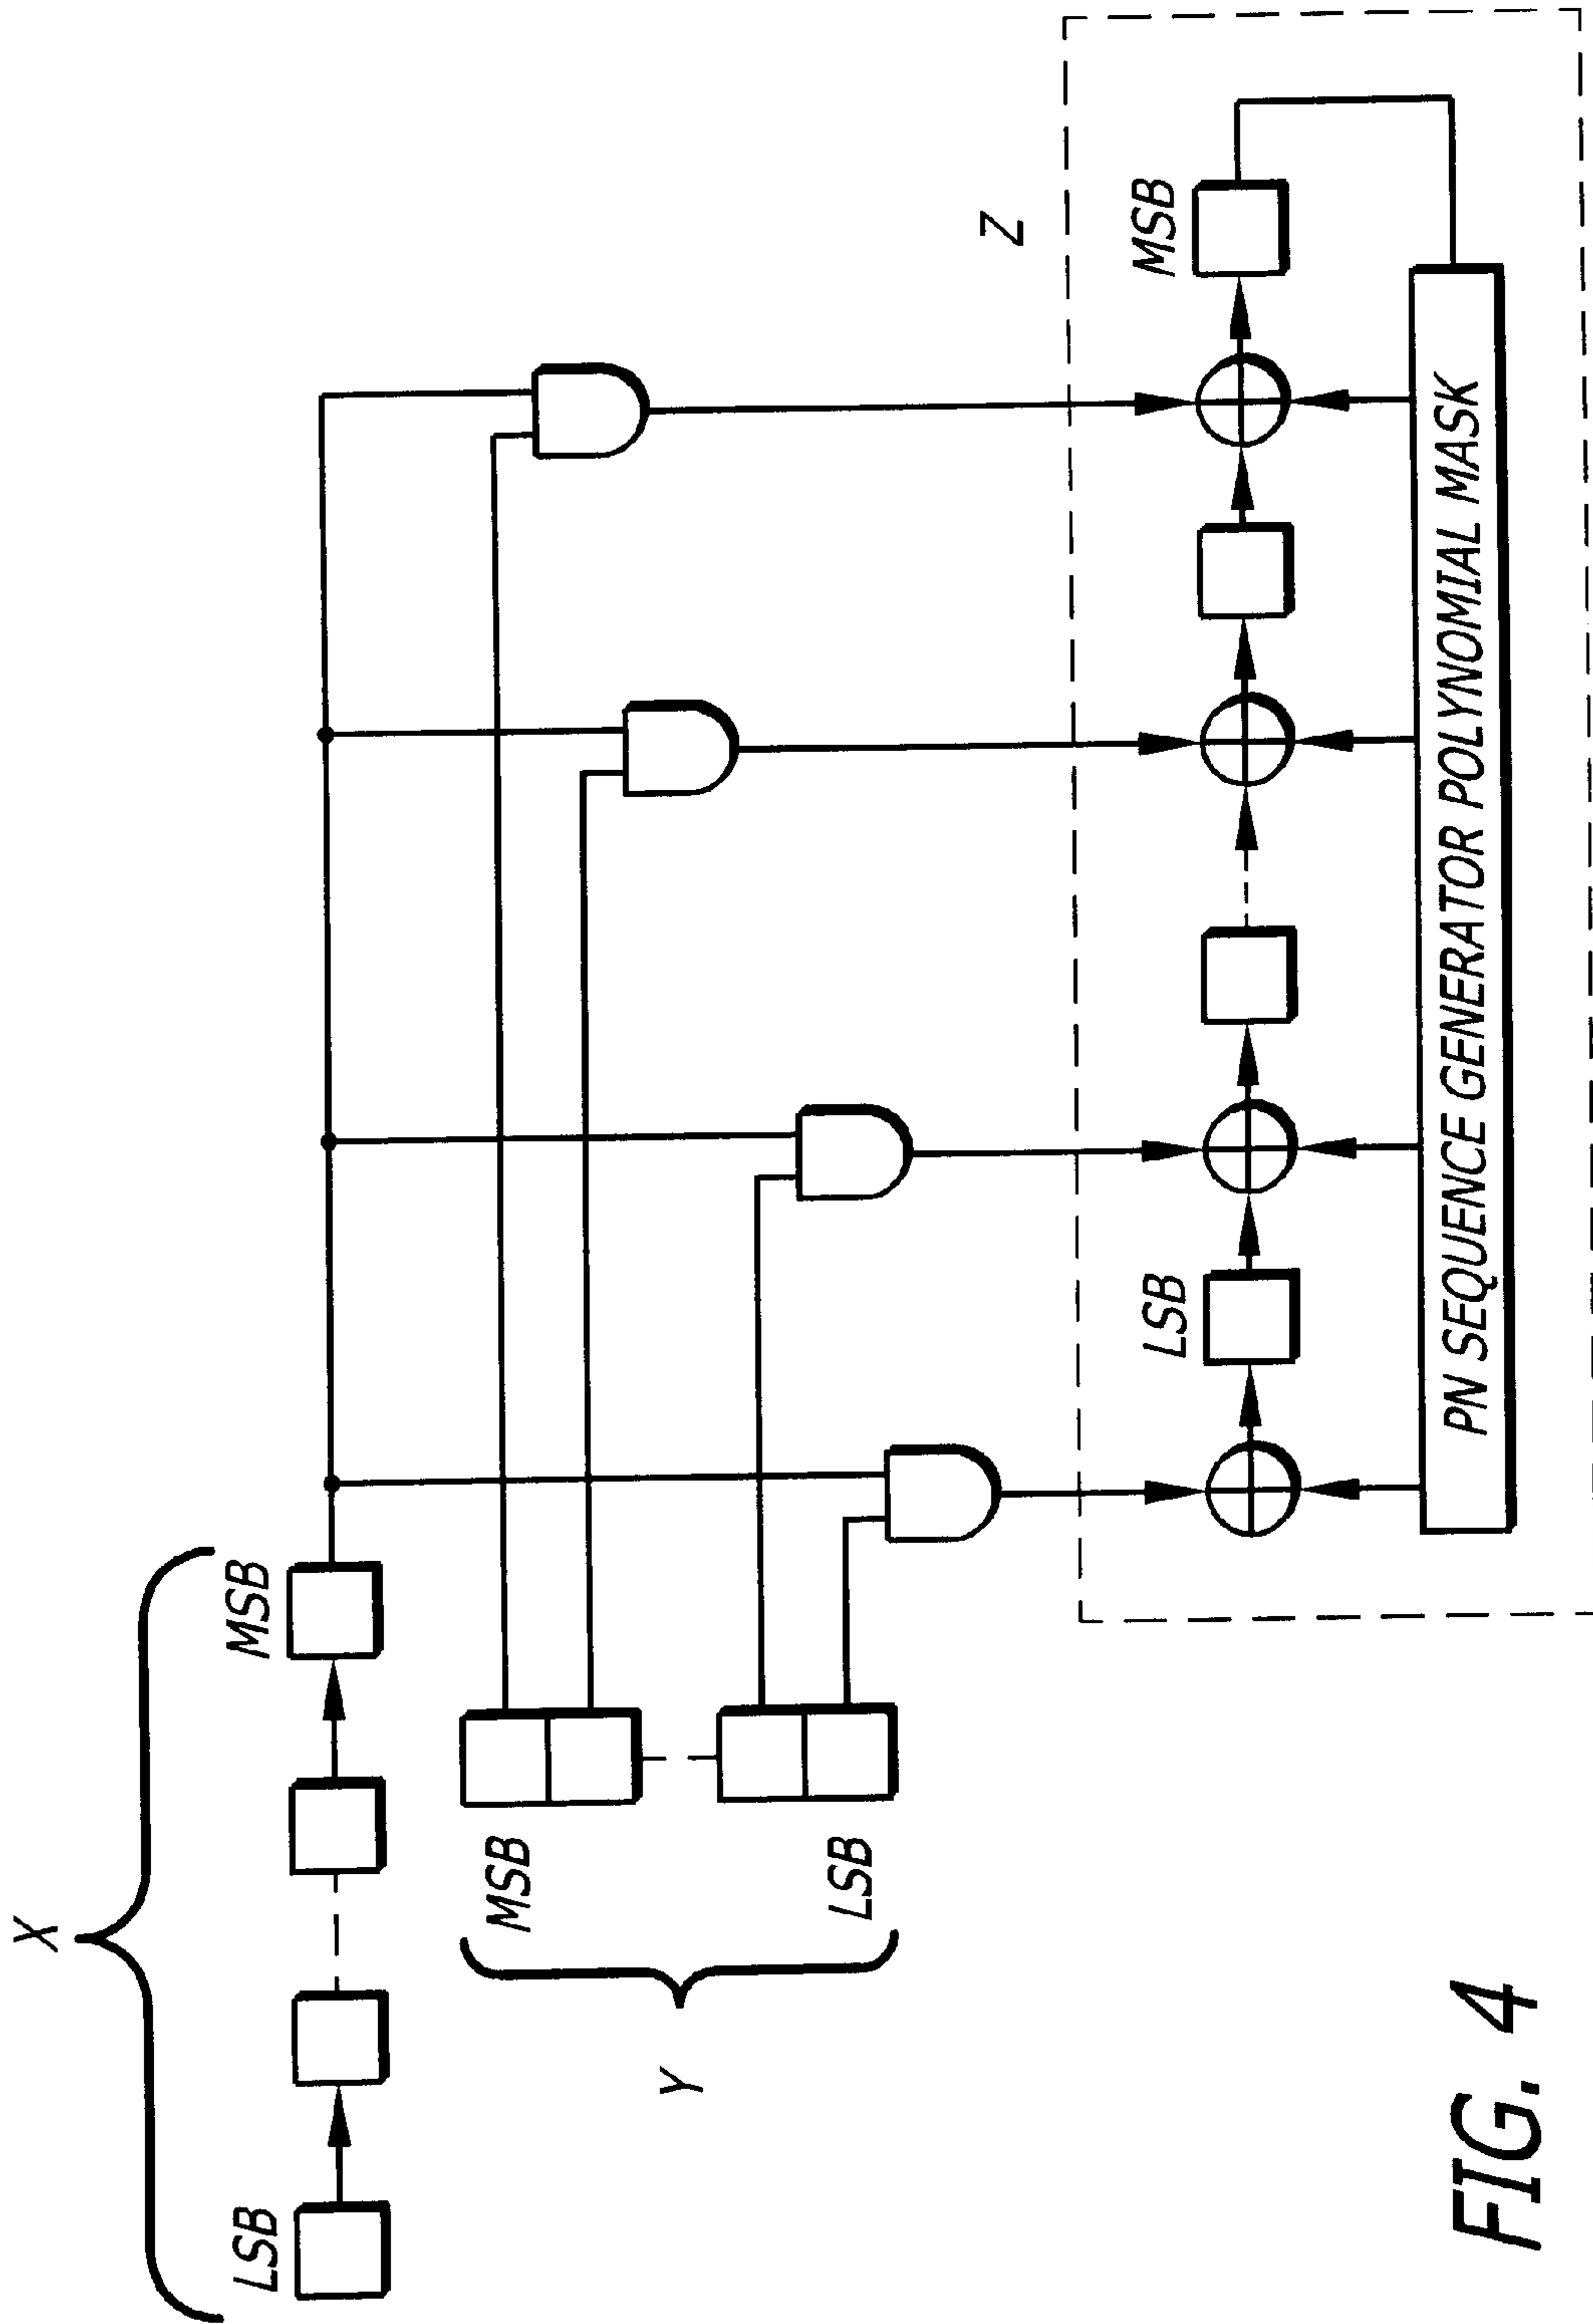 X
LSB
MSB
MSB
Y
LSB
Z
LSB
MSB
PN SEQUENCE GENERATOR POLYNOMIAL MASK
FIG. 4